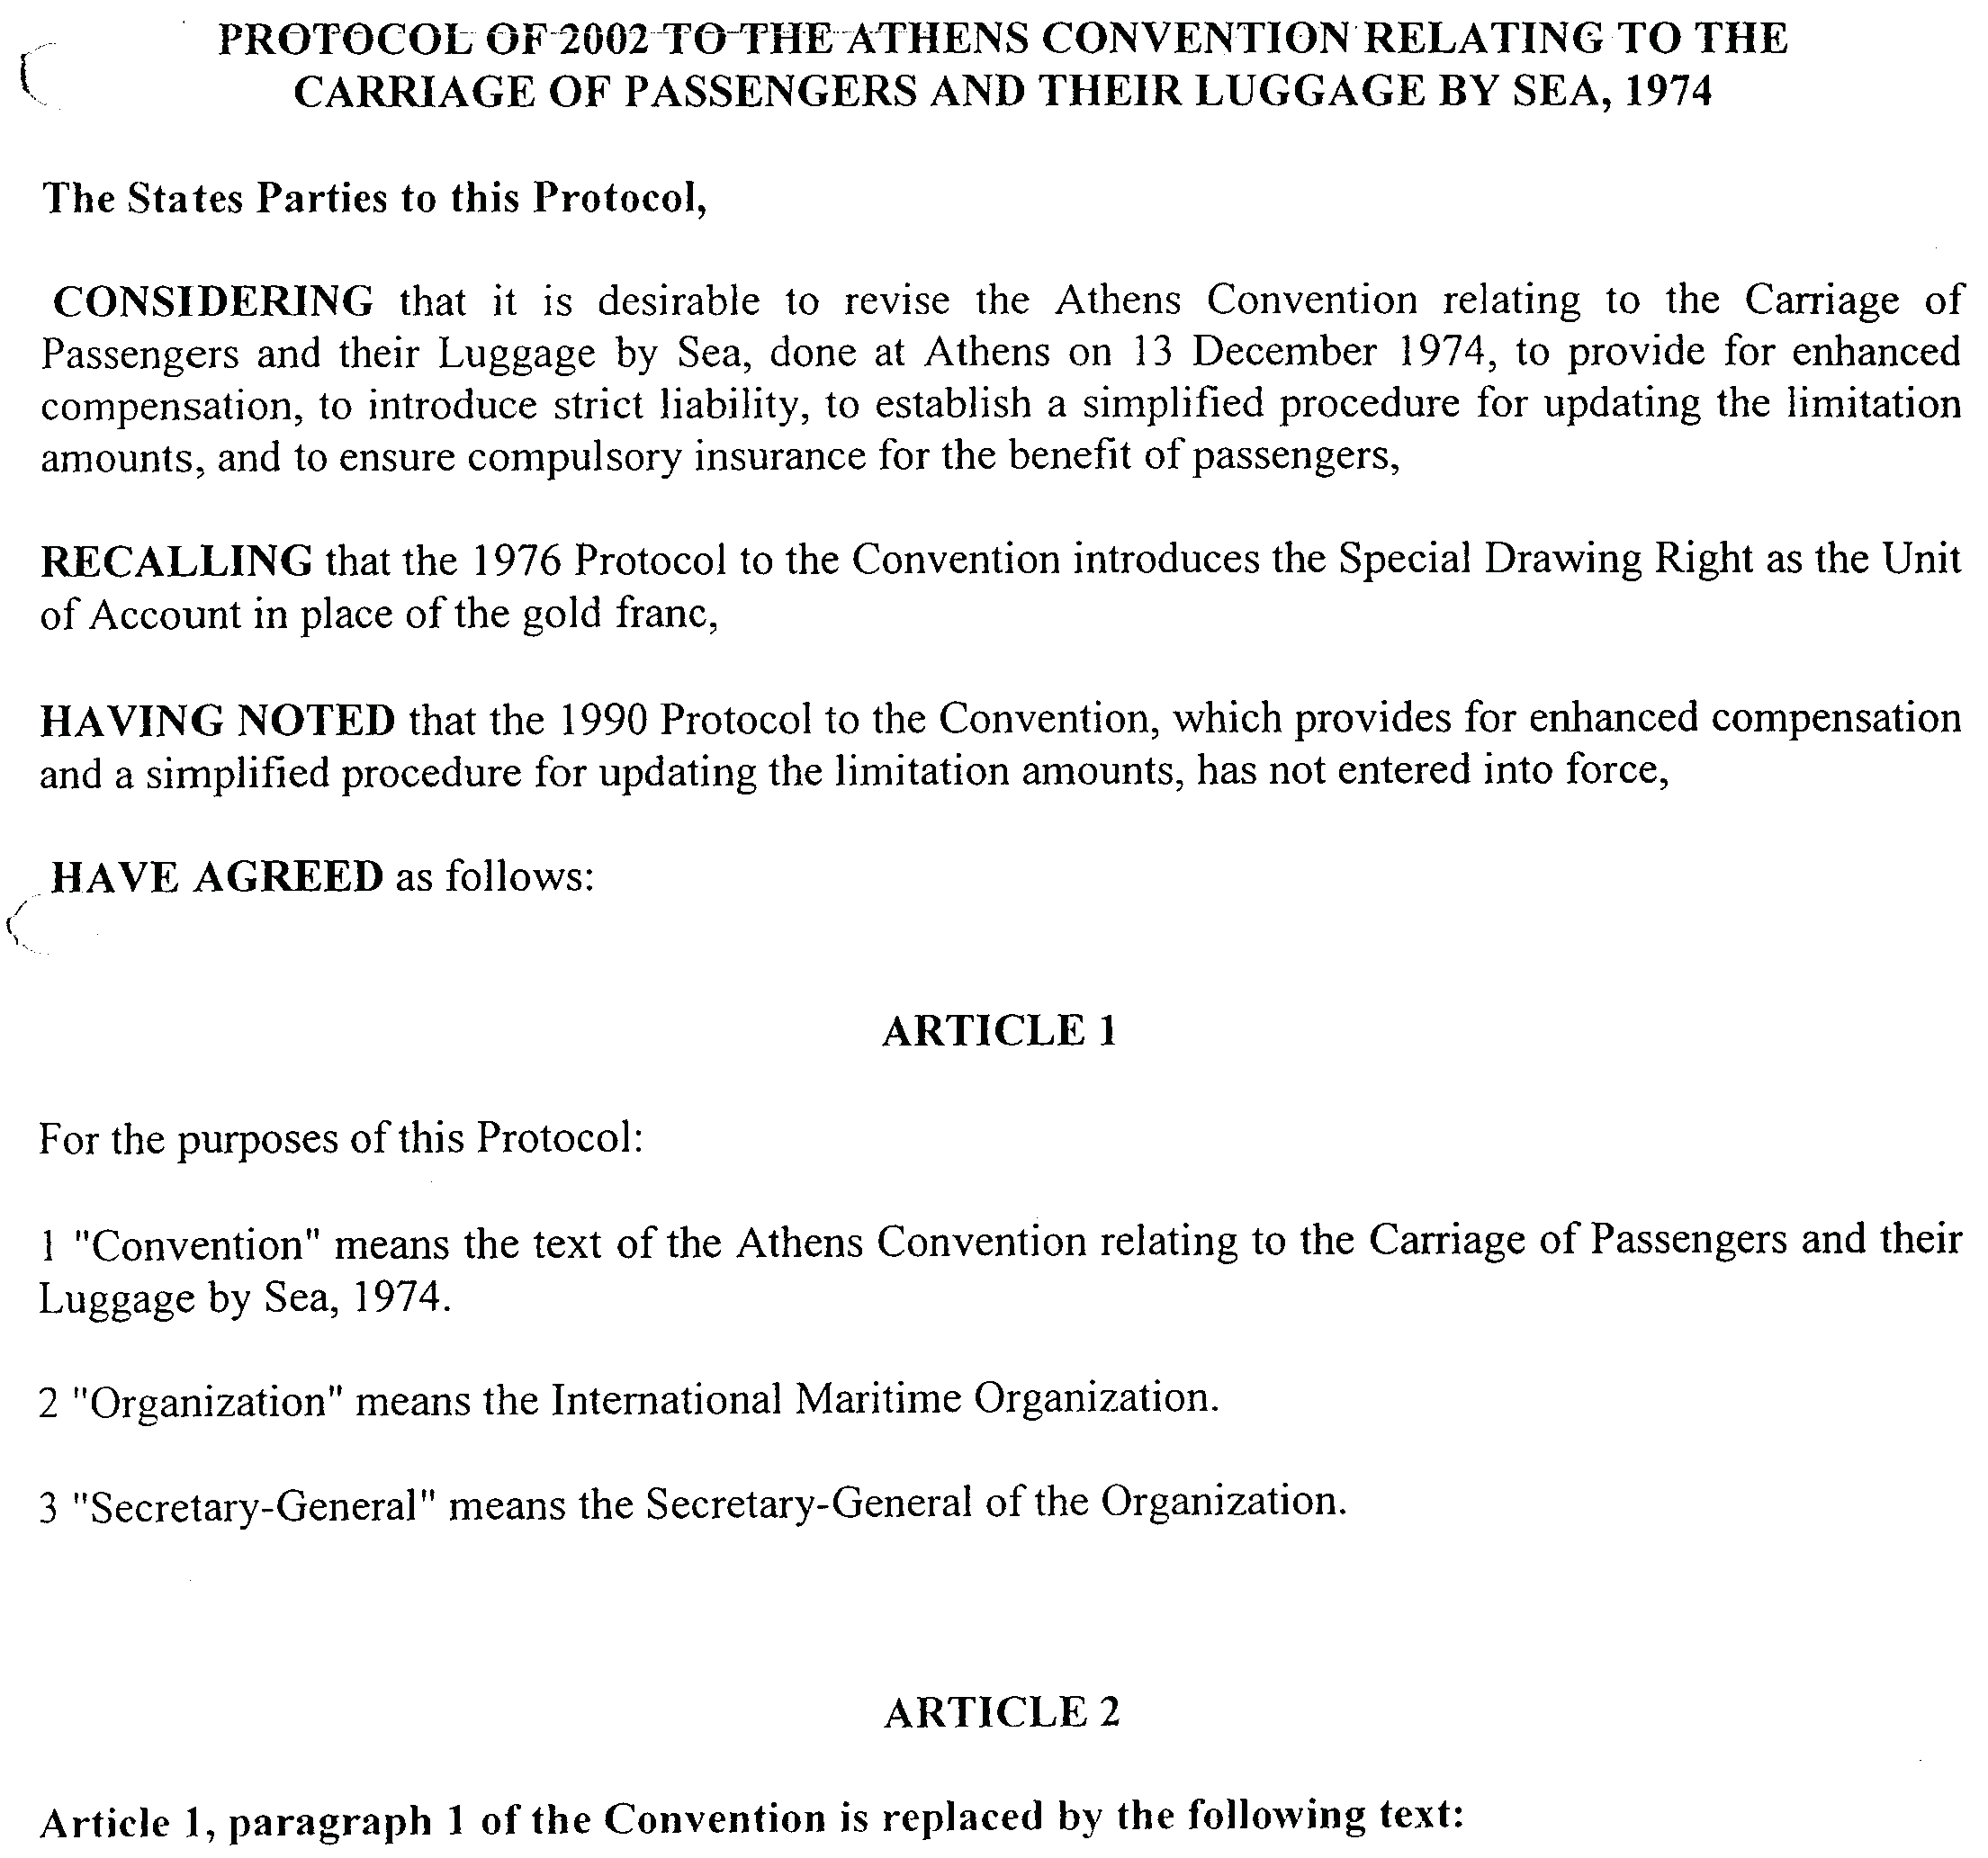 PROTOCOL OF 2002 TO THE ATHENS CONVENTION RELATING TO THE
CARRIAGE OF PASSENGERS AND THEIR LUGGAGE BY SEA, 1974
The States Parties to this Protocol,
CONSIDERING that it is desirable to revise the Athens Convention relating to the Carriage of
Passengers and their Luggage by Sea, done at Athens on 13 December 1974, to provide for enhanced
compensation, to introduce strict liability, to establish a simplified procedure for updating the limitation
amounts, and to ensure compulsory insurance for the benefit of passengers,
RECALLING that the 1976 Protocol to the Convention introduces the Special Drawing Right as the Unit
of Account in place of the gold franc,
HAVING NOTED that the 1990 Protocol to the Convention, which provides for enhanced compensation
and a simplified procedure for updating the limitation amounts, has not entered into force,
HAVE AGREED as follows:
ARTICLE 1
For the purposes of this Protocol:
1 "Convention" means the text of the Athens Convention relating to the Carriage of Passengers and their
Luggage by Sea, 1974.
2 "Organization" means the International Maritime Organization.
3 "Secretary-General" means the Secretary-General of the Organization.
ARTICLE 2
Article 1, paragraph 1 of the Convention is replaced by the following text: